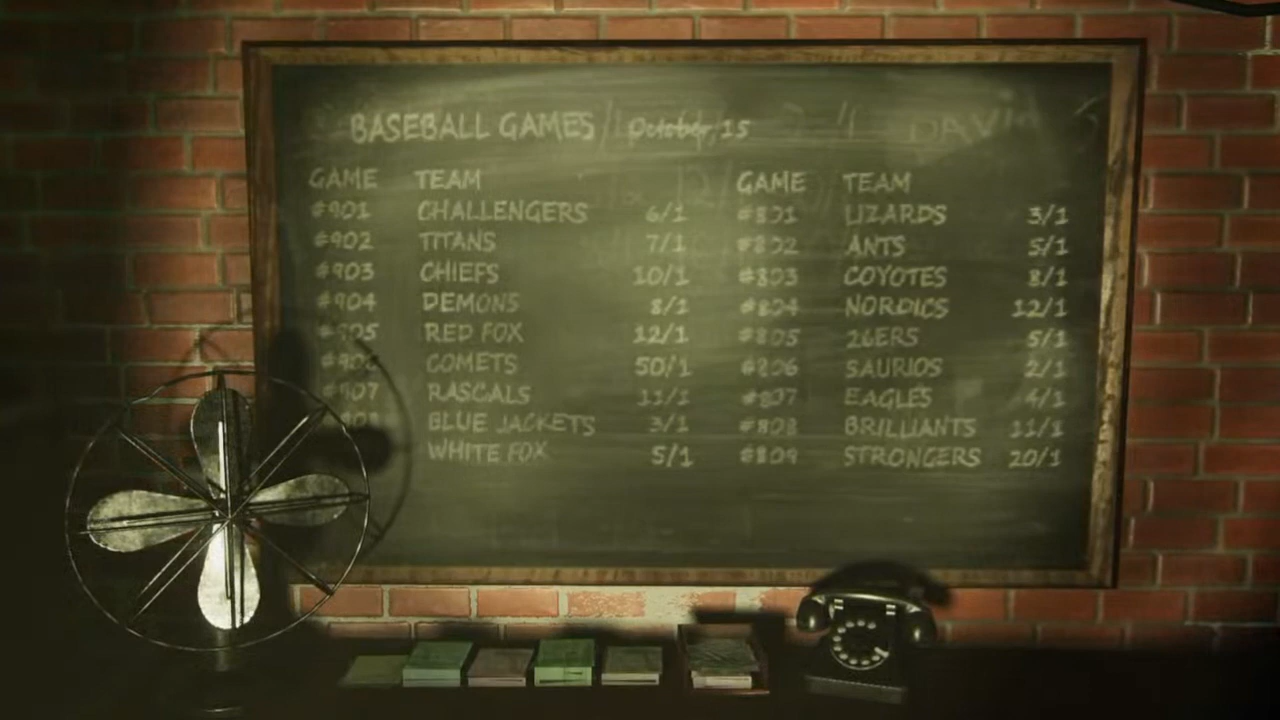 BASEBALL GAMES October, 15
GAME TEAM GAME TEAM
#901 CHALLENGERS 6/1 #801 LIZARDS 3/1
#902 TITANS 7/1 #802 ANTS 5/1
#903 CHIEFS 10/1 #803 COYOTES 8/1
#904 DEMONS 8/1 #804 NORDICS 12/1
#905 RED FOX 12/1 #805 26ERS 5/1
COMETS 50/1 #806 SAURIOS 2/1
RASCALS 11/1 #807 EAGLES 4/1
BLUE JACKETS 3/1 #808 BRILLIANTS 11/1
WHITE FOX 5/1 #809 STRONGERS 20/1